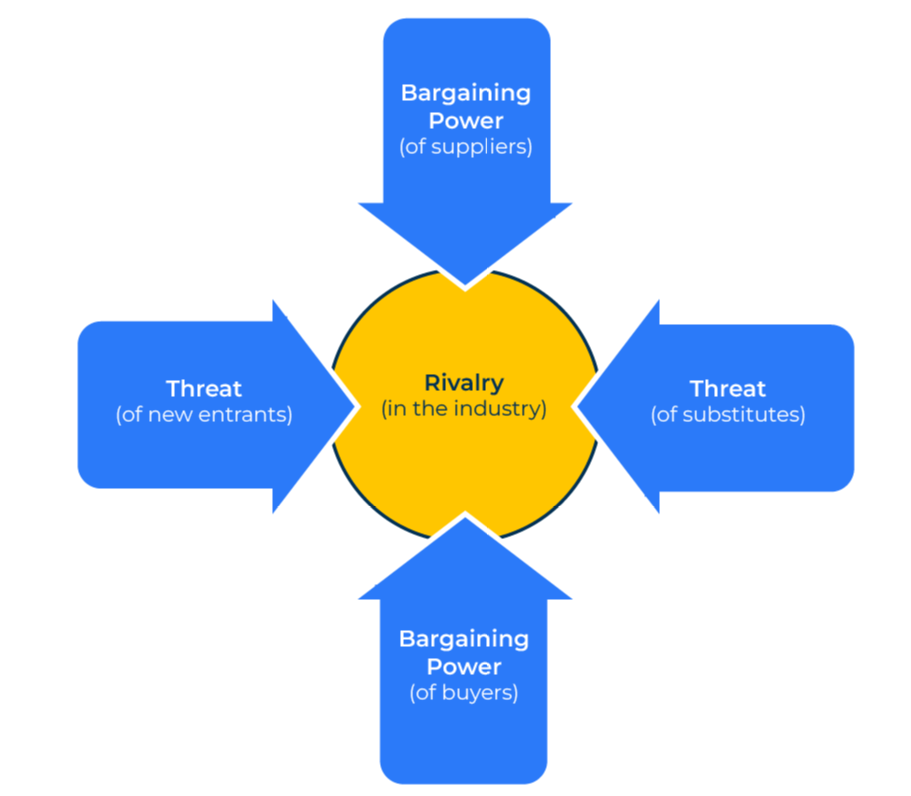 Bargaining
Power
(of suppliers)
Threat
(of new entrants)
Rivalry
(in the industry)
Threat
(of substitutes)
Bargaining
Power
(of buyers)